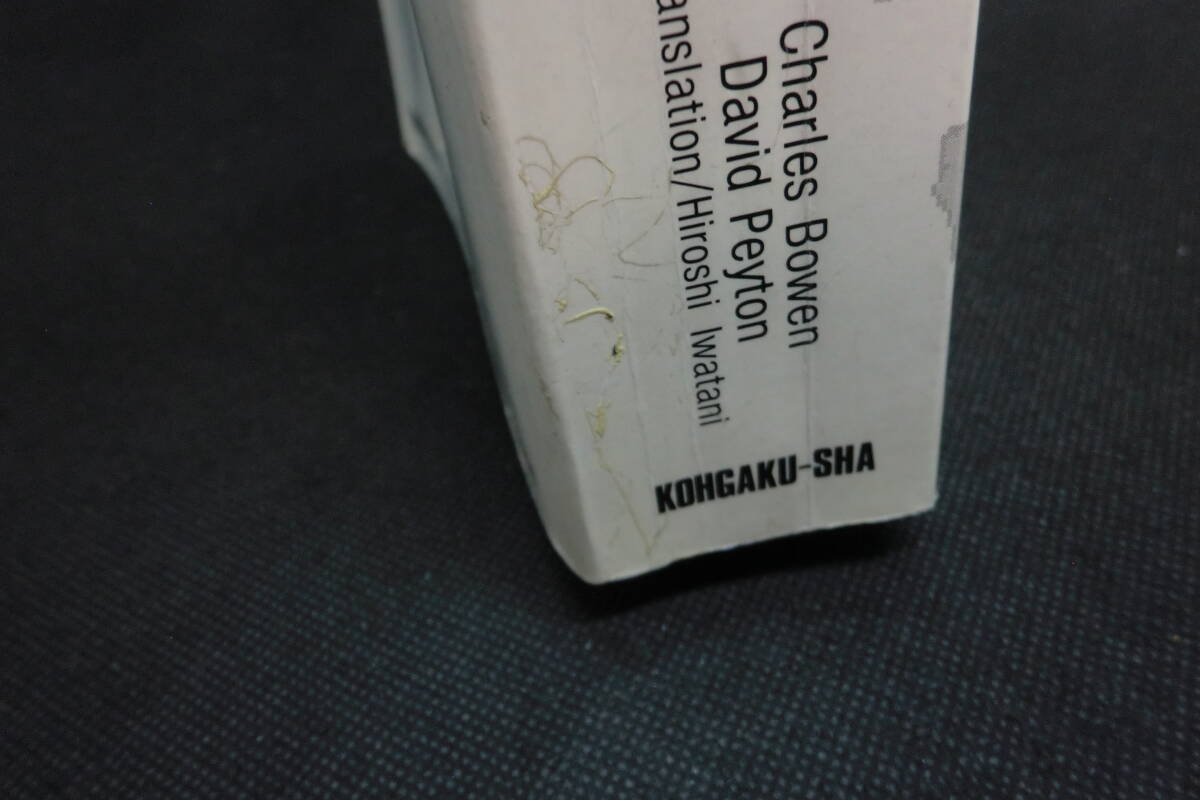 Charles Bowen
David Peyton
anslation/Hiroshi Iwatani
KOHGAKU-SHA